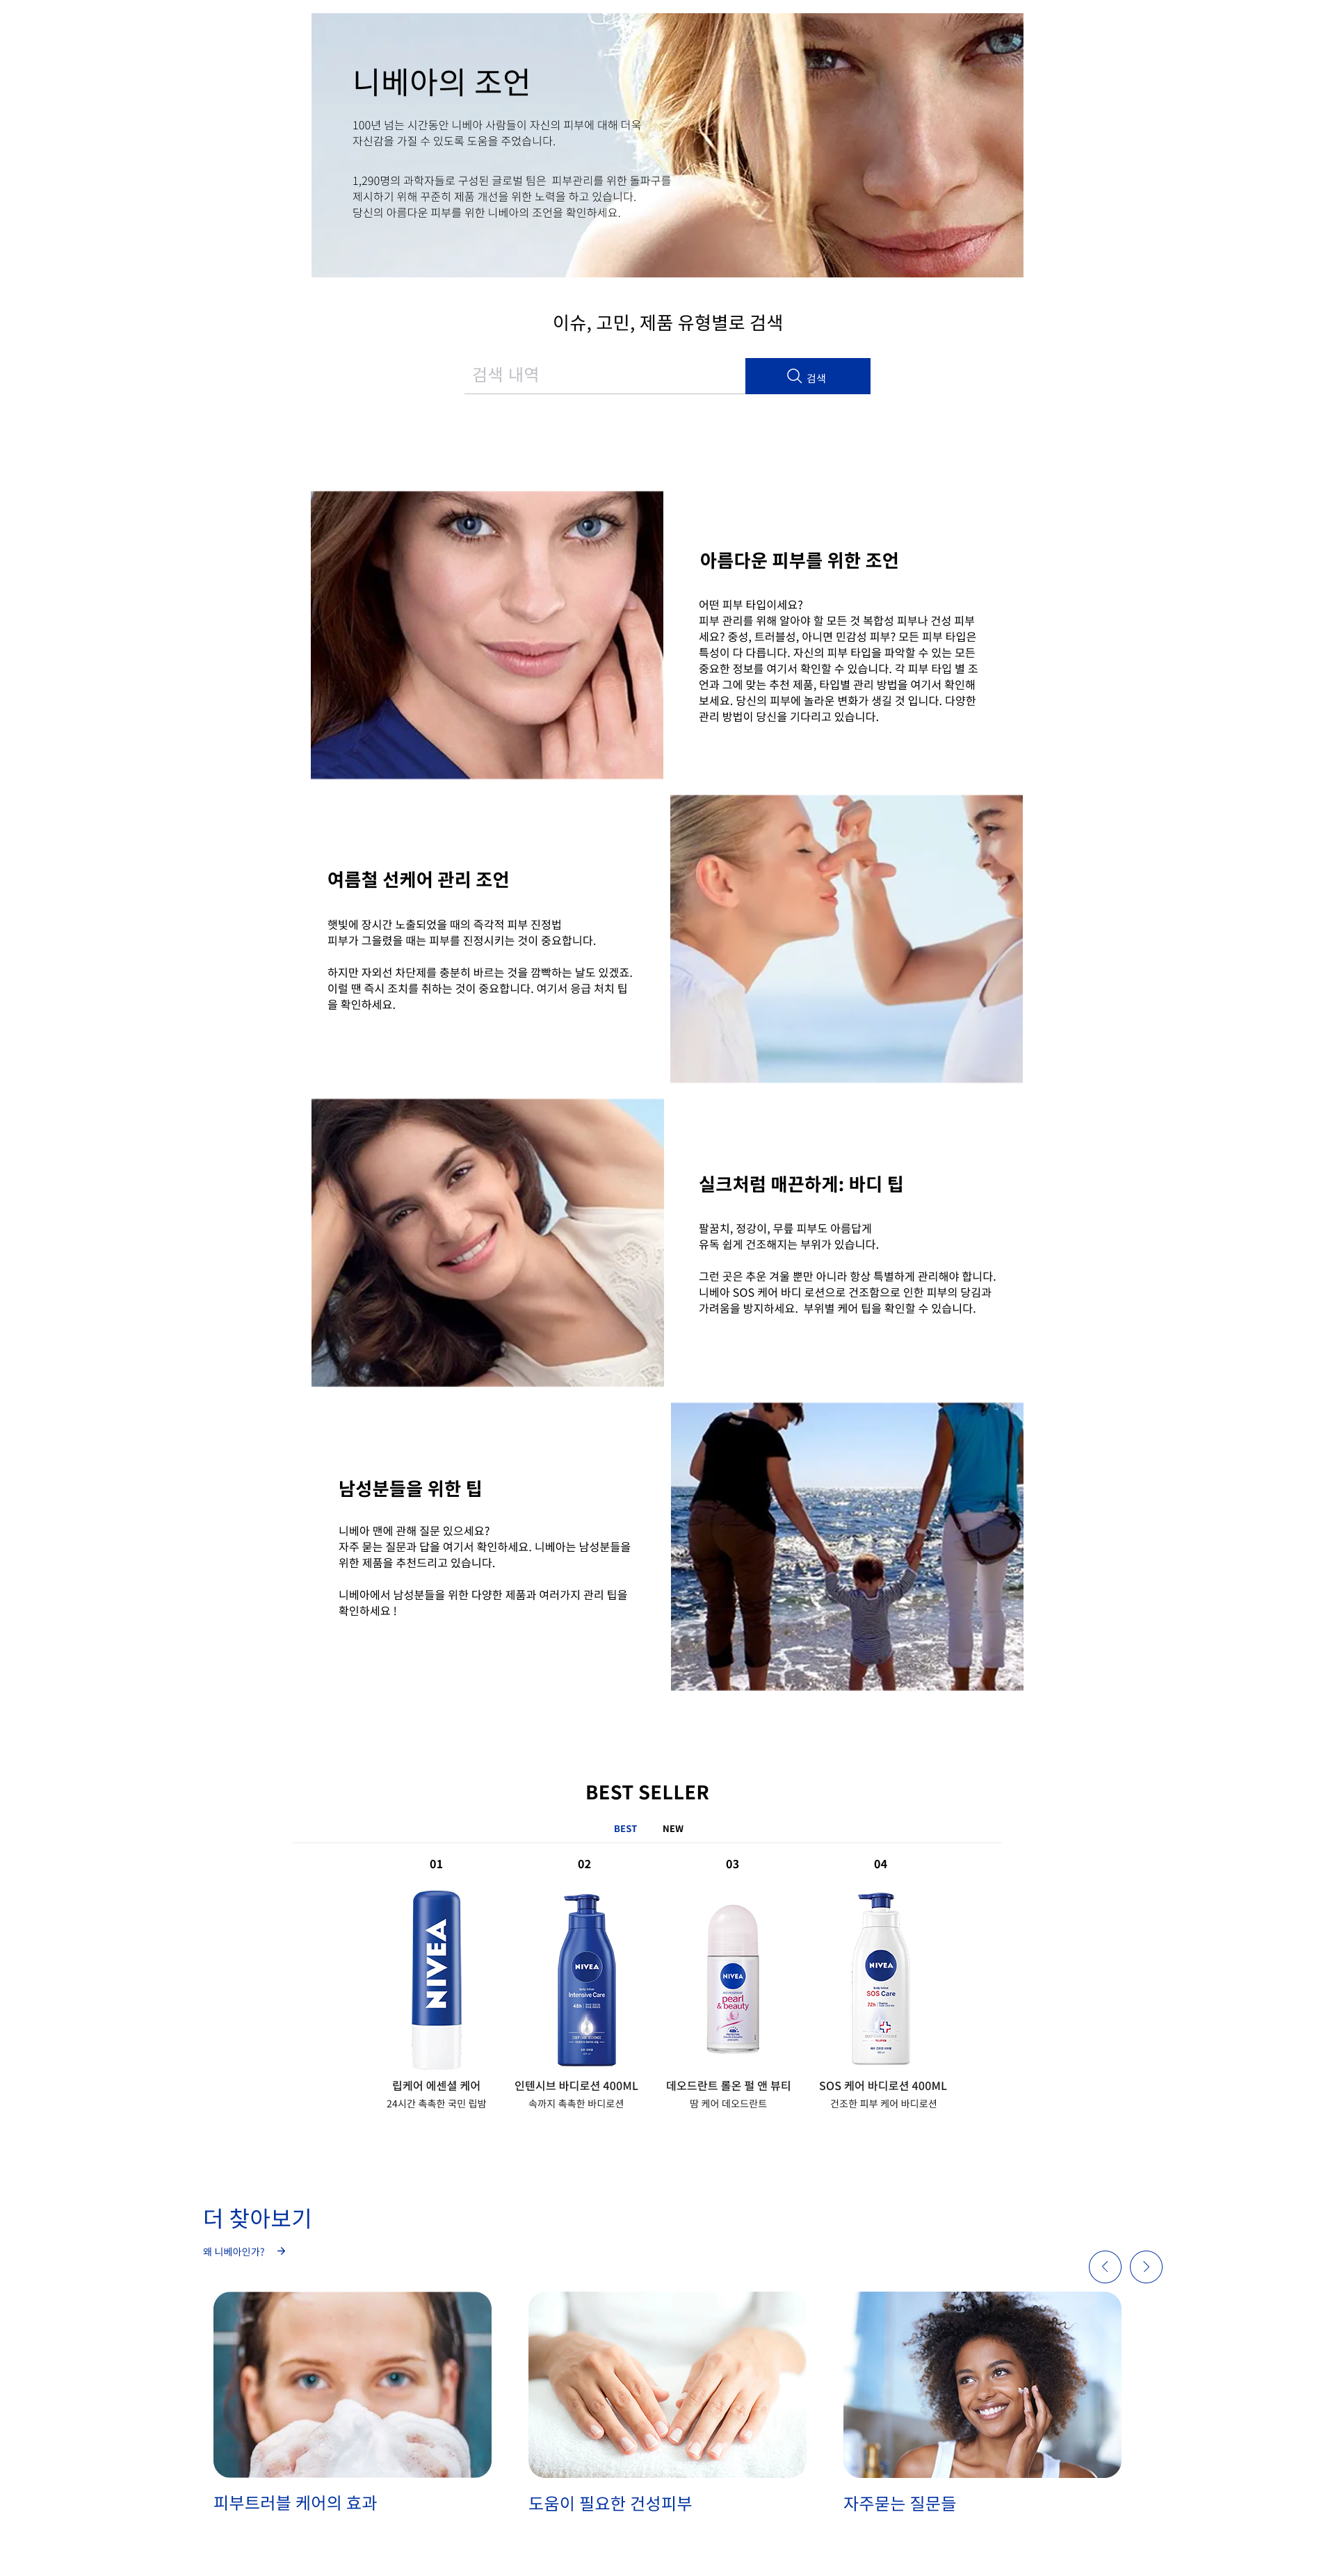 니베아의 조언
100년 넘는 시간동안 니베아 사람들이 자신의 피부에 대해 더욱
자신감을 가질 수 있도록 도움을 주었습니다.
1,290명의 과학자들로 구성된 글로벌 팀은 피부관리를 위한 돌파구를
제시하기 위해 꾸준히 제품 개선을 위한 노력을 하고 있습니다.
당신의 아름다운 피부를 위한 니베아의 조언을 확인하세요.
이슈, 고민, 제품 유형별로 검색
검색 내역
검색
아름다운 피부를 위한 조언
어떤 피부 타입이세요?
피부 관리를 위해 알아야 할 모든 것 복합성 피부나 건성 피부
세요? 중성, 트러블성, 아니면 민감성 피부? 모든 피부 타입은
특성이 다 다릅니다. 자신의 피부 타입을 파악할 수 있는 모든
중요한 정보를 여기서 확인할 수 있습니다. 각 피부 타입 별 조
언과 그에 맞는 추천 제품, 타입별 관리 방법을 여기서 확인해
보세요. 당신의 피부에 놀라운 변화가 생길 것 입니다. 다양한
관리 방법이 당신을 기다리고 있습니다.
여름철 선케어 관리 조언
햇빛에 장시간 노출되었을 때의 즉각적 피부 진정법
피부가 그을렸을 때는 피부를 진정시키는 것이 중요합니다.
하지만 자외선 차단제를 충분히 바르는 것을 깜빡하는 날도 있겠죠.
이럴 땐 즉시 조치를 취하는 것이 중요합니다. 여기서 응급 처치 팁
을 확인하세요.
실크처럼 매끈하게: 바디 팁
팔꿈치, 정강이, 무릎 피부도 아름답게
유독 쉽게 건조해지는 부위가 있습니다.
그런 곳은 추운 겨울 뿐만 아니라 항상 특별하게 관리해야 합니다.
니베아 SOS 케어 바디 로션으로 건조함으로 인한 피부의 당김과
가려움을 방지하세요. 부위별 케어 팁을 확인할 수 있습니다.
남성분들을 위한 팁
니베아 맨에 관해 질문 있으세요?
자주 묻는 질문과 답을 여기서 확인하세요. 니베아는 남성분들을
위한 제품을 추천드리고 있습니다.
니베아에서 남성분들을 위한 다양한 제품과 여러가지 관리 팁을
확인하세요 !
BEST SELLER
BEST NEW
01 02 03 04
NIVEA
NIVEA
Intensive Care
48h
NIVEA
pearl
& beauty
NIVEA
SOS Care
72h
립케어 에센셜 케어
24시간 촉촉한 국민 립밤
인텐시브 바디로션 400ML
속까지 촉촉한 바디로션
데오드란트 롤온 펄 앤 뷰티
땀 케어 데오드란트
SOS 케어 바디로션 400ML
건조한 피부 케어 바디로션
더 찾아보기
왜 니베아인가?
피부트러블 케어의 효과
도움이 필요한 건성피부
자주묻는 질문들